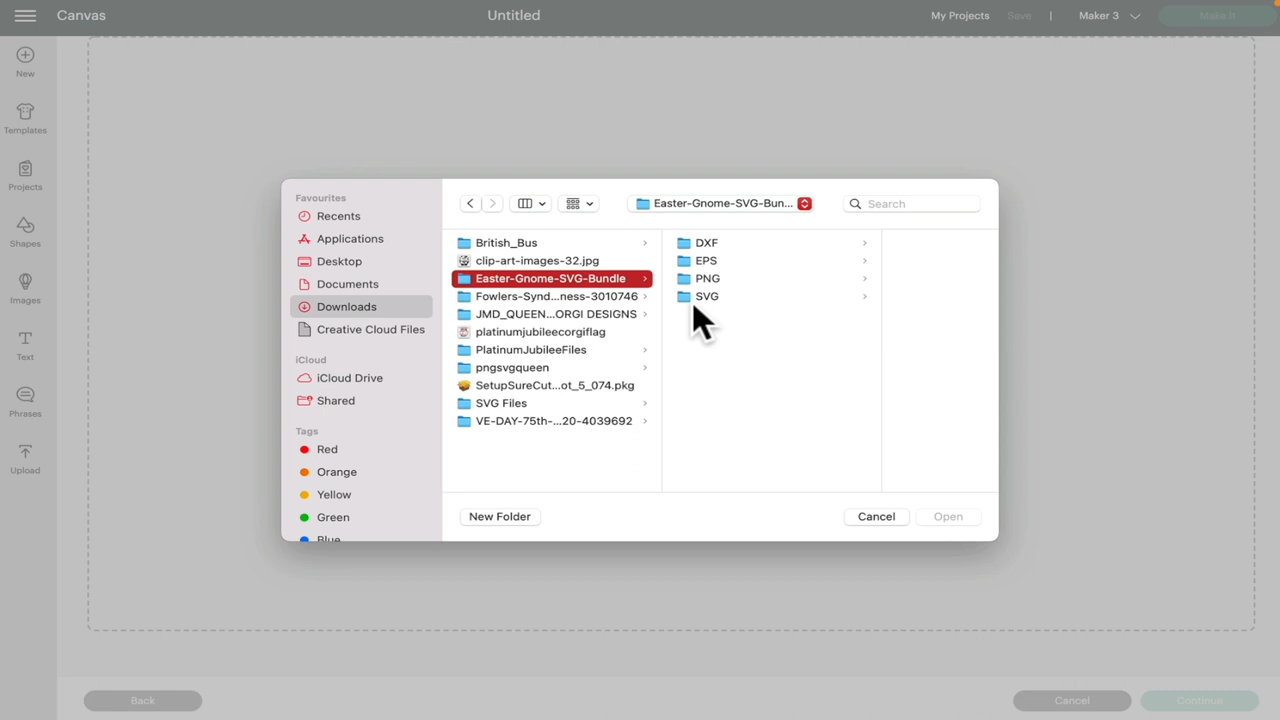 Canvas
Untitled
My Projects Save | Maker 3 Make It
New
Templates
Projects
Shapes
Images
Text
Phrases
Upload
Favourites
Recents
Applications
Desktop
Documents
Downloads
Creative Cloud Files
iCloud
iCloud Drive
Shared
Tags
Red
Orange
Yellow
Green
Blue
Easter-Gnome-SVG-Bun...
Search
British_Bus
clip-art-images-32.jpg
Easter-Gnome-SVG-Bundle
Fowlers-Synd...ness-3010746
JMD_QUEEN...ORGI DESIGNS
platinumjubileecorgiflag
PlatinumJubileeFiles
pngsvgqueen
SetupSureCut...ot_5_074.pkg
SVG Files
VE-DAY-75th-...20-4039692
DXF
EPS
PNG
SVG
New Folder
Cancel
Open
Back
Cancel
Continue